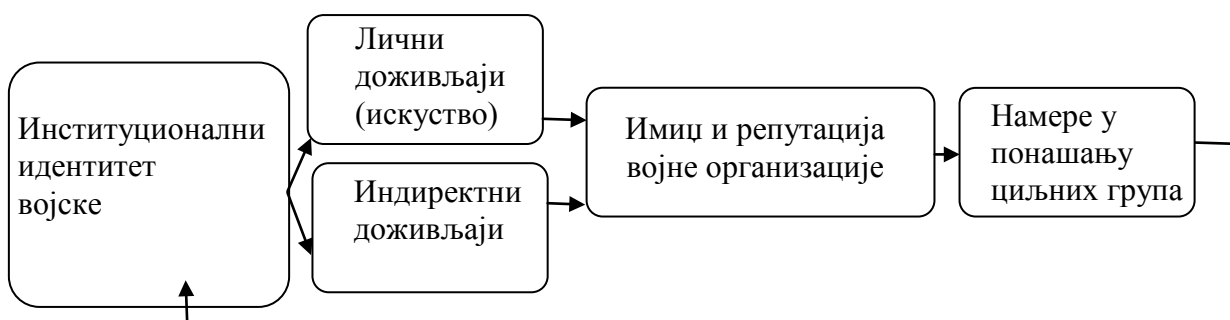 Институционални
идентитет
војске
Лични
доживљаји
(искуство)
Индиректни
доживљаји
Имиџ и репутација
војне организације
Намере у
понашању
циљних група